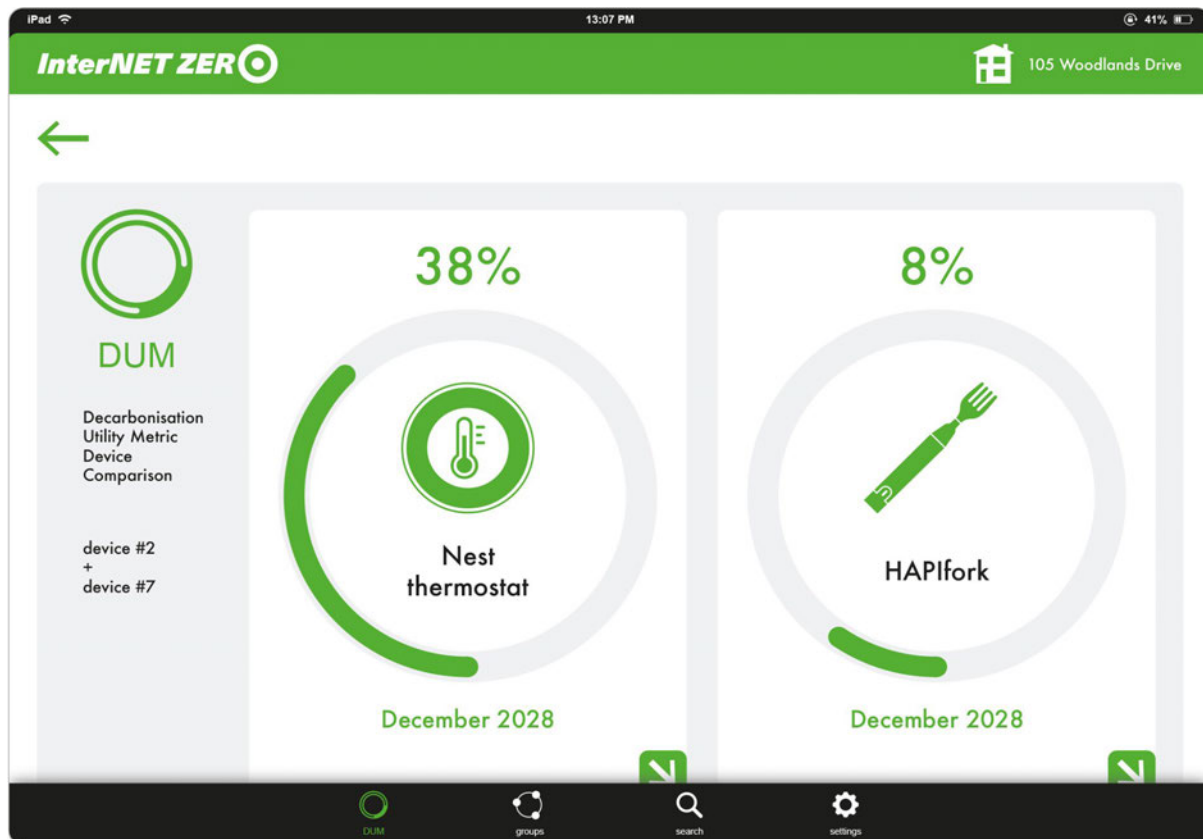 iPad
13:07 PM
41%
InterNET ZERO
105 Woodlands Drive
DUM
Decarbonisation
Utility Metric
Device
Comparison
device #2
+
device #7
38%
Nest
thermostat
December 2028
8%
HAPIfork
December 2028
DUM
groups
search
settings